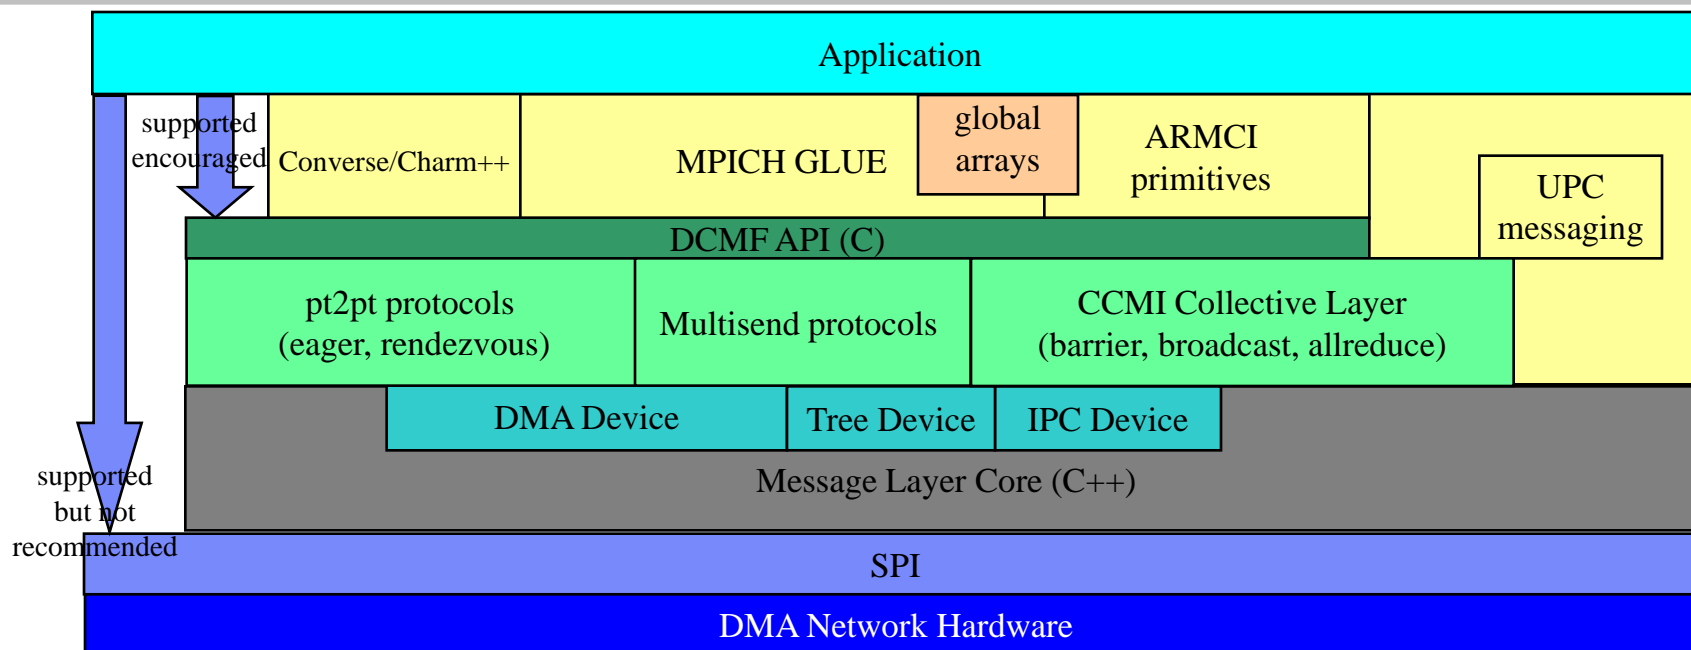 Application
supported
encouraged
Converse/Charm++
MPICH GLUE
global
arrays
ARMCI
primitives
UPC
messaging
DCMF API (C)
pt2pt protocols
(eager, rendezvous)
Multisend protocols
CCMI Collective Layer
(barrier, broadcast, allreduce)
DMA Device
Tree Device
IPC Device
Message Layer Core (C++)
supported
but not
recommended
SPI
DMA Network Hardware